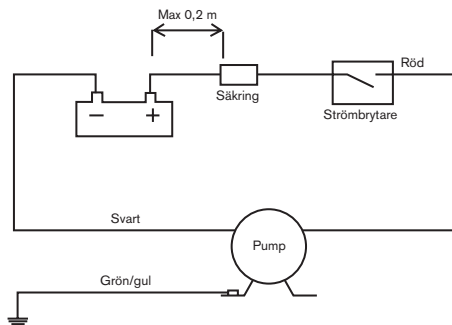 Max 0,2 m
Röd
Säkring
Strömbrytare
− +
Svart
Pump
Grön/gul